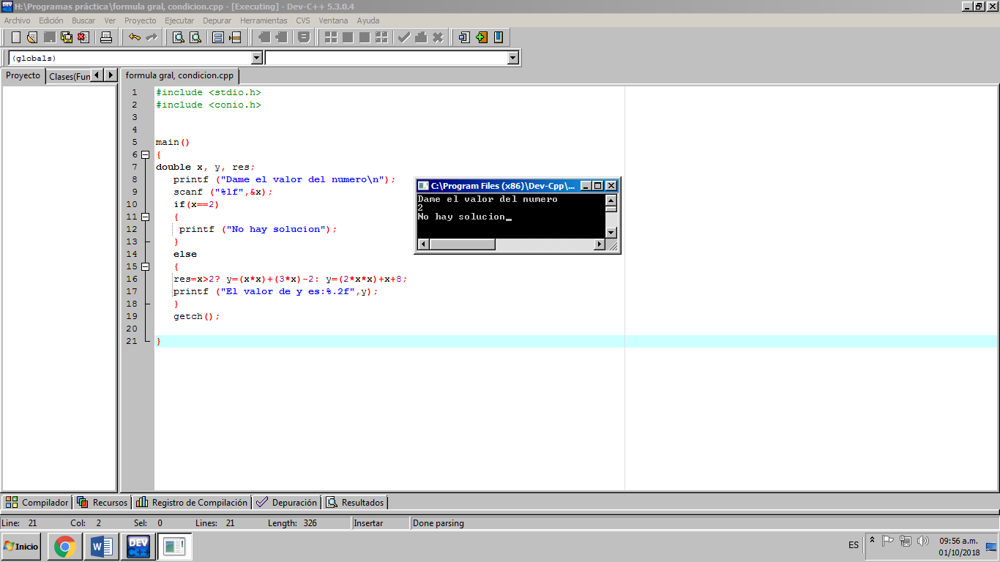 H:\Programas práctica\formula gral, condicion.cpp - [Executing] - Dev-C++ 5.3.0.4
Archivo Edición Buscar Ver Proyecto Ejecutar Depurar Herramientas CVS Ventana Ayuda
(globals)
Proyecto Clases(Fun
formula gral, condicion.cpp
1 #include <stdio.h>
2 #include <conio.h>
3
4
5 main()
6 {
7 double x, y, res;
8 printf ("Dame el valor del numero\n");
9 scanf ("%lf",&x);
10 if(x==2)
11 {
12 printf ("No hay solucion");
13 }
14 else
15 {
16 res=x>2? y=(x*x)+(3*x)-2: y=(2*x*x)+x+8;
17 printf ("El valor de y es:%.2f",y);
18 }
19 getch();
20
21 }
C:\Program Files (x86)\Dev-Cpp\...
Dame el valor del numero
2
No hay solucion_
Compilador Recursos Registro de Compilación Depuración Resultados
Line: 21 Col: 2 Sel: 0 Lines: 21 Length: 326 Insertar Done parsing
Inicio W DEV C++ ES 09:56 a.m.
01/10/2018